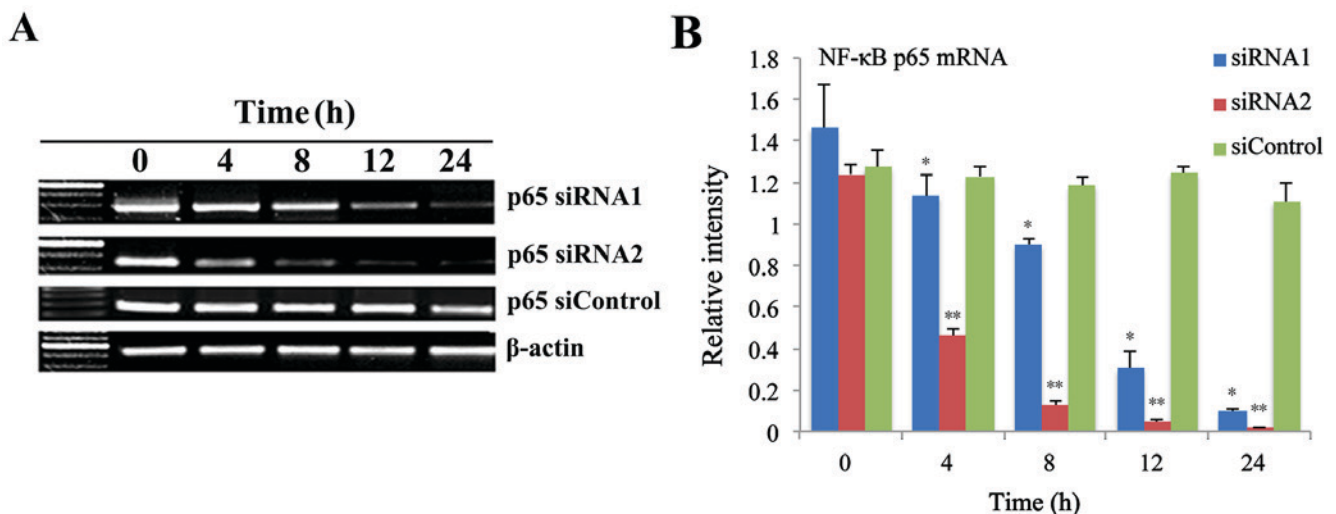 A
Time (h)
0 4 8 12 24
p65 siRNA1
p65 siRNA2
p65 siControl
β-actin
B
NF-κB p65 mRNA
siRNA1
siRNA2
siControl
Relative intensity
1.8
1.6
1.4
1.2
1
0.8
0.6
0.4
0.2
0
*
**
*
**
*
**
*
**
0 4 8 12 24
Time (h)